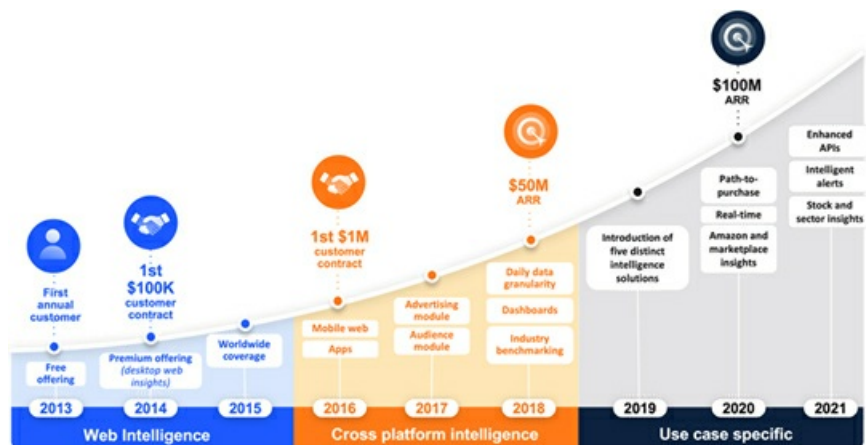 $100M
ARR
$50M
ARR
1st $1M
customer
contract
1st
$100K
customer
contract
First
annual
customer
Free
offering
Premium offering
(desktop web
insights)
Worldwide
coverage
Mobile web
Apps
Advertising
module
Audience
module
Daily data
granularity
Dashboards
Industry
benchmarking
Introduction of
five distinct
intelligence
solutions
Path-to-
purchase
Real-time
Amazon and
marketplace
insights
Enhanced
APIs
Intelligent
alerts
Stock and
sector insights
2013
2014
2015
2016
2017
2018
2019
2020
2021
Web Intelligence
Cross platform intelligence
Use case specific